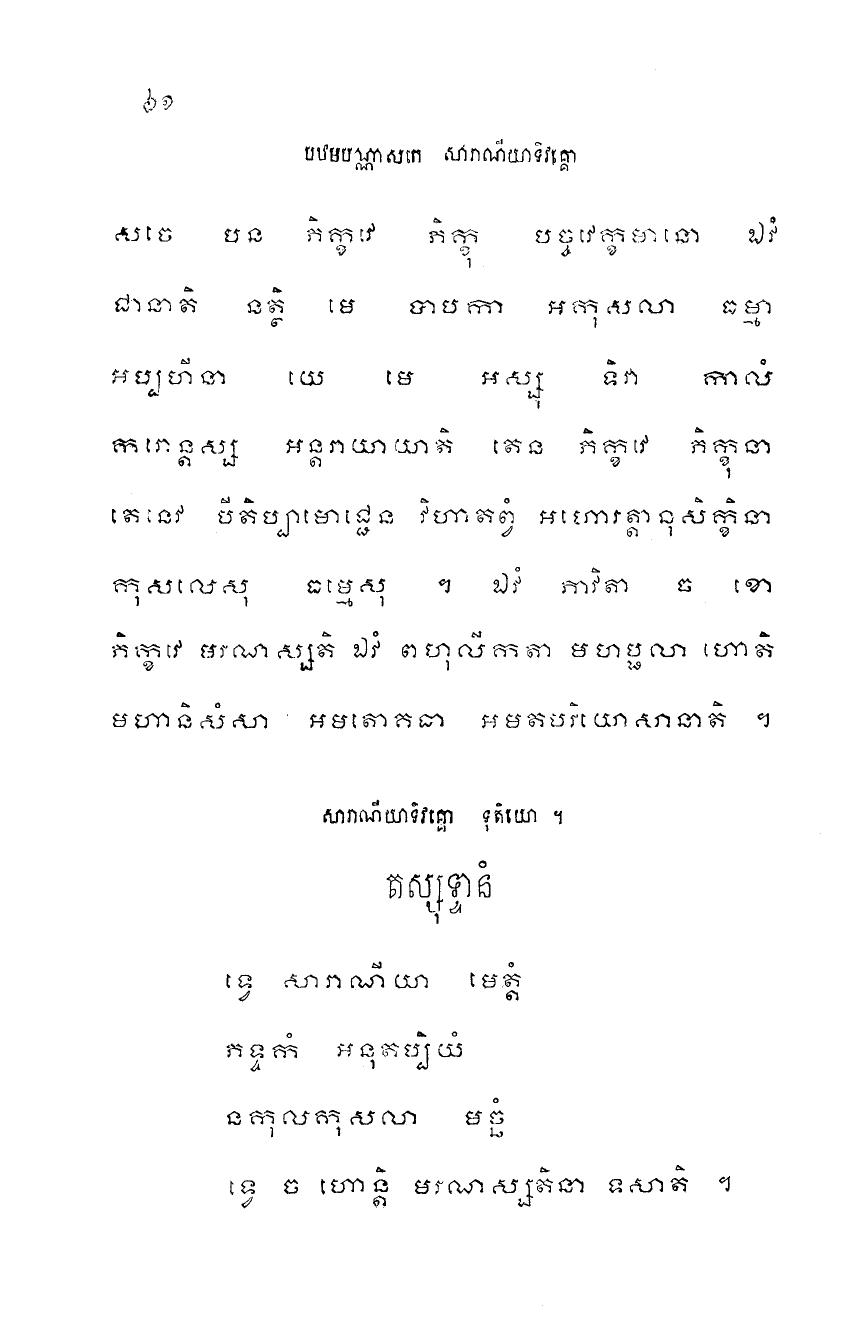 ៦១
បឋមបណ្ណាសកេ សារាណីយាទិវគ្គោ
សចេ បន ភិក្ខវេ ភិក្ខុ បច្ចវេក្ខមានោ ឯវំ
ជានាតិ នត្ថិ មេ បាបកា អកុសលា ធម្មា
អប្បហីនា យេ មេ អស្សុ ទិវា កាលំ
ករោន្តស្ស អន្តរាយាយាតិ តេន ភិក្ខវេ ភិក្ខុនា
តេនេវ បីតិប្បាមោជ្ជេន វិហាតព្វំ អហោរត្តានុសិក្ខិនា
កុសលេសុ ធម្មេសុ ។ ឯវំ ភាវិតា ច ខោ
ភិក្ខវេ មរណាស្សតិ ឯវំ ពហុលីកតា មហប្ផលា ហោតិ
មហានិសំសា អមតោគធា អមតបរិយោសានាតិ ។
សារាណីយាទិវគ្គោ ទុតិយោ ។
តស្សុទ្ទានំ
ទ្វេ សារាណីយា មេត្តំ
ភទ្ទកំ អនុតប្បិយំ
នកុលកុសលា មច្ឆំ
ទ្វេ ច ហោន្តិ មរណាស្សតិនា ទសាតិ ។